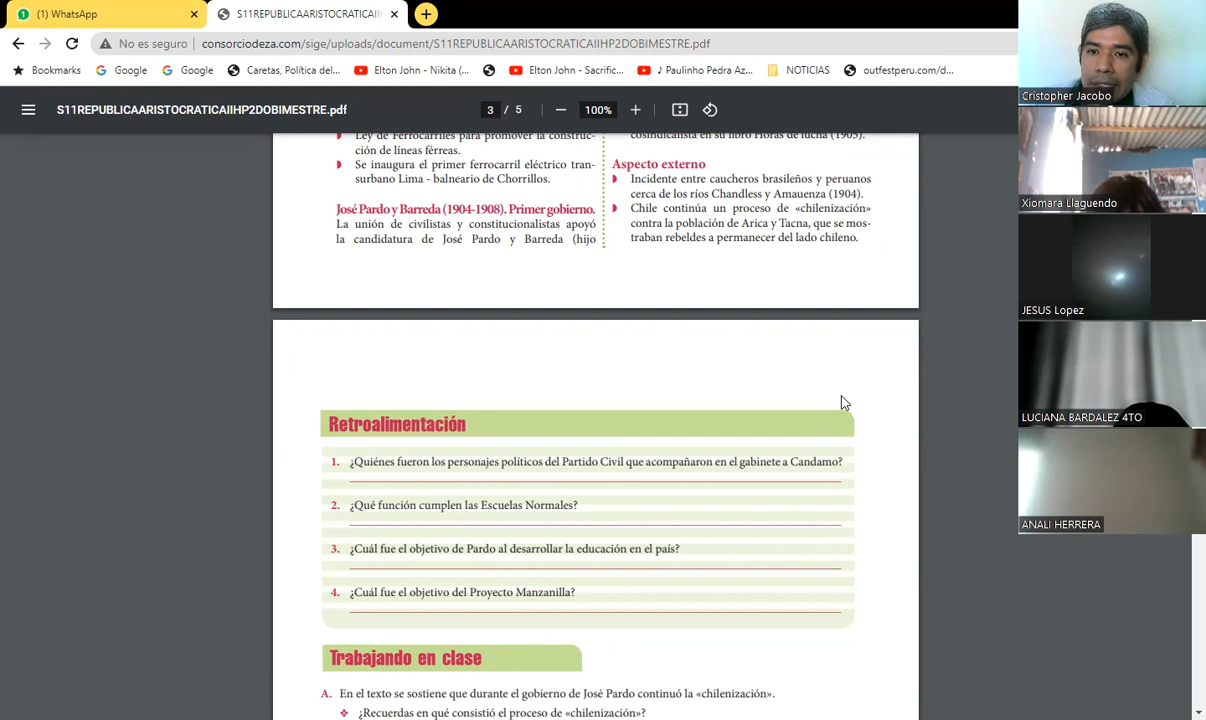 (1) WhatsApp
S11REPUBLICAARISTOCRATICAIIH
No es seguro
consorciodeza.com/sige/uploads/document/S11REPUBLICAARISTOCRATICAIIHP2DOBIMESTRE.pdf
Bookmarks
Google
Google
Caretas, Política del...
Elton John - Nikita (...
Elton John - Sacrific...
♪ Paulinho Pedra Az...
NOTICIAS
outfestperu.com/d...
S11REPUBLICAARISTOCRATICAIIHP2DOBIMESTRE.pdf
3 / 5
100%
Ley de Ferrocarriles para promover la construc-
ción de líneas férreas.
Se inaugura el primer ferrocarril eléctrico tran-
surbano Lima - balneario de Chorrillos.
José Pardo y Barreda (1904-1908). Primer gobierno.
La unión de civilistas y constitucionalistas apoyó
la candidatura de José Pardo y Barreda (hijo
cosindicalista en su libro Horas de lucha (1905).
Aspecto externo
Incidente entre caucheros brasileños y peruanos
cerca de los ríos Chandless y Amauenza (1904).
Chile continúa un proceso de «chilenización»
contra la población de Arica y Tacna, que se mos-
traban rebeldes a permanecer del lado chileno.
Retroalimentación
1. ¿Quiénes fueron los personajes políticos del Partido Civil que acompañaron en el gabinete a Candamo?
2. ¿Qué función cumplen las Escuelas Normales?
3. ¿Cuál fue el objetivo de Pardo al desarrollar la educación en el país?
4. ¿Cuál fue el objetivo del Proyecto Manzanilla?
Trabajando en clase
A. En el texto se sostiene que durante el gobierno de José Pardo continuó la «chilenización».
❖ ¿Recuerdas en qué consistió el proceso de «chilenización»?
Cristopher Jacobo
Xiomara Llaguendo
JESUS Lopez
LUCIANA BARDALEZ 4TO
ANALI HERRERA